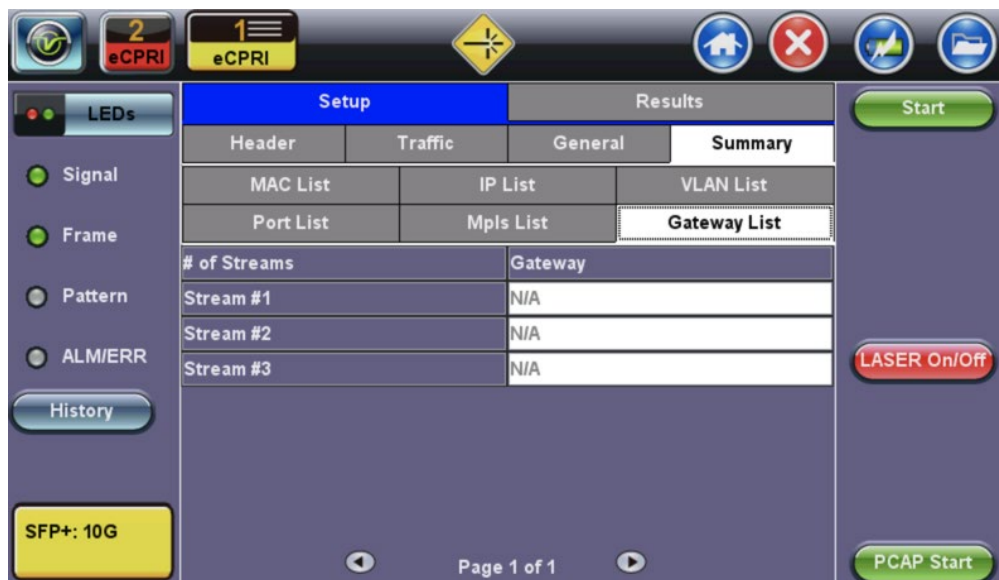 2
eCPRI
1
eCPRI
LEDs
Setup
Results
Start
Header
Traffic
General
Summary
Signal
MAC List
IP List
VLAN List
Port List
Mpls List
Gateway List
Frame
# of Streams
Gateway
Pattern
Stream #1
N/A
Stream #2
N/A
ALM/ERR
Stream #3
N/A
LASER On/Off
History
SFP+: 10G
Page 1 of 1
PCAP Start